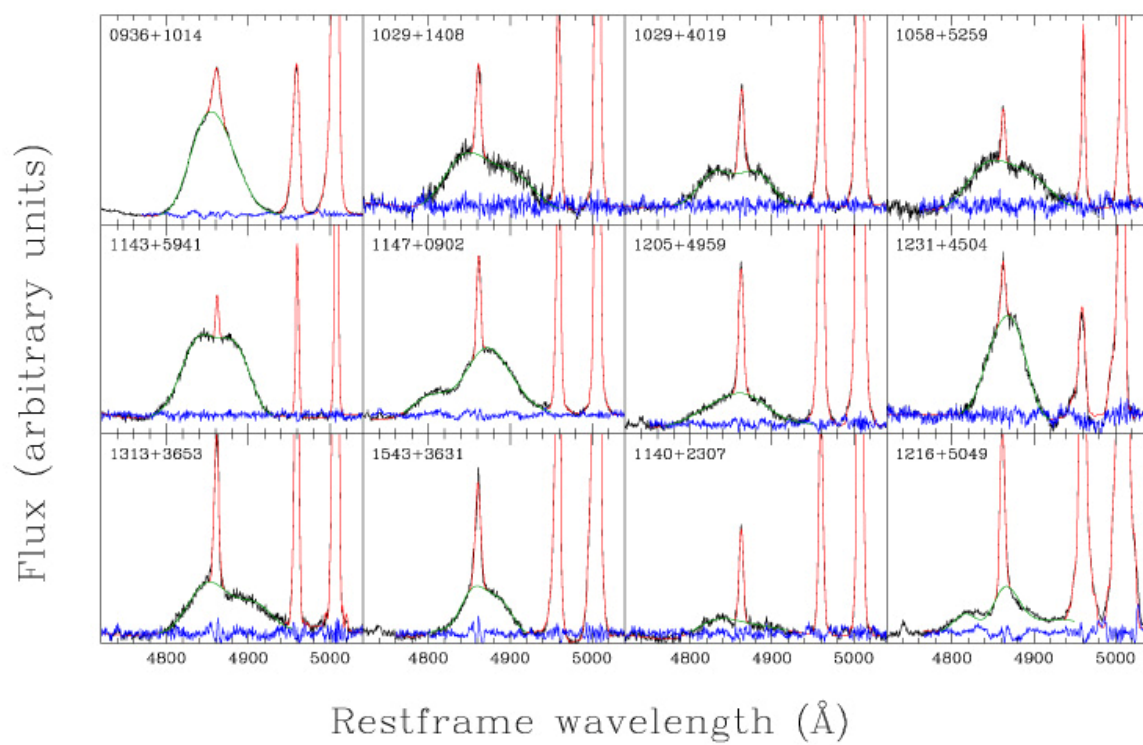 Flux (arbitrary units)
0936+1014 1029+1408 1029+4019 1058+5259
1143+5941 1147+0902 1205+4959 1231+4504
1313+3653 1543+3631 1140+2307 1216+5049
4800 4900 5000 4800 4900 5000 4800 4900 5000 4800 4900 5000
Restframe wavelength (Å)